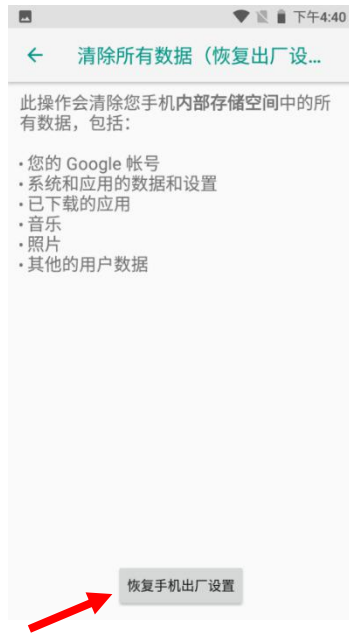 下午4:40
清除所有数据（恢复出厂设...
此操作会清除您手机内部存储空间中的所
有数据，包括：
• 您的 Google 帐号
• 系统和应用的数据和设置
• 已下载的应用
• 音乐
• 照片
• 其他的用户数据
恢复手机出厂设置